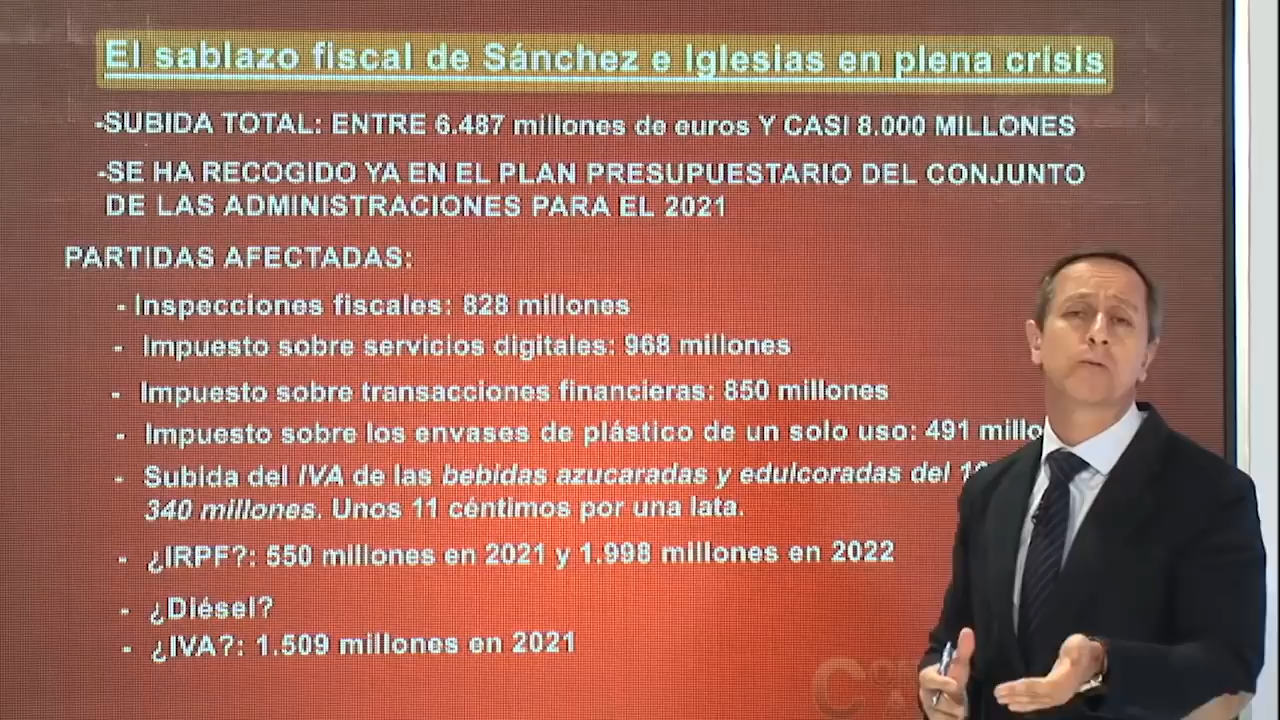 El sablazo fiscal de Sánchez e Iglesias en plena crisis
-SUBIDA TOTAL: ENTRE 6.487 millones de euros Y CASI 8.000 MILLONES
-SE HA RECOGIDO YA EN EL PLAN PRESUPUESTARIO DEL CONJUNTO
DE LAS ADMINISTRACIONES PARA EL 2021
PARTIDAS AFECTADAS:
- Inspecciones fiscales: 828 millones
- Impuesto sobre servicios digitales: 968 millones
- Impuesto sobre transacciones financieras: 850 millones
- Impuesto sobre los envases de plástico de un solo uso: 491 millo
- Subida del IVA de las bebidas azucaradas y edulcoradas del
340 millones. Unos 11 céntimos por una lata.
- ¿IRPF?: 550 millones en 2021 y 1.998 millones en 2022
- ¿Diésel?
- ¿IVA?: 1.509 millones en 2021